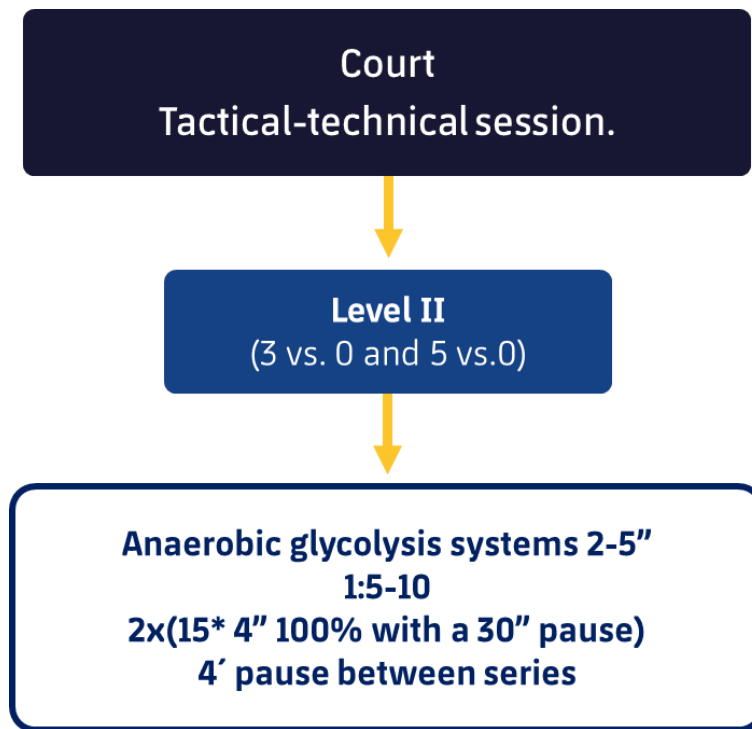 Court
Tactical-technical session.
Level II
(3 vs. 0 and 5 vs.0)
Anaerobic glycolysis systems 2-5”
1:5-10
2x(15* 4” 100% with a 30” pause)
4´ pause between series